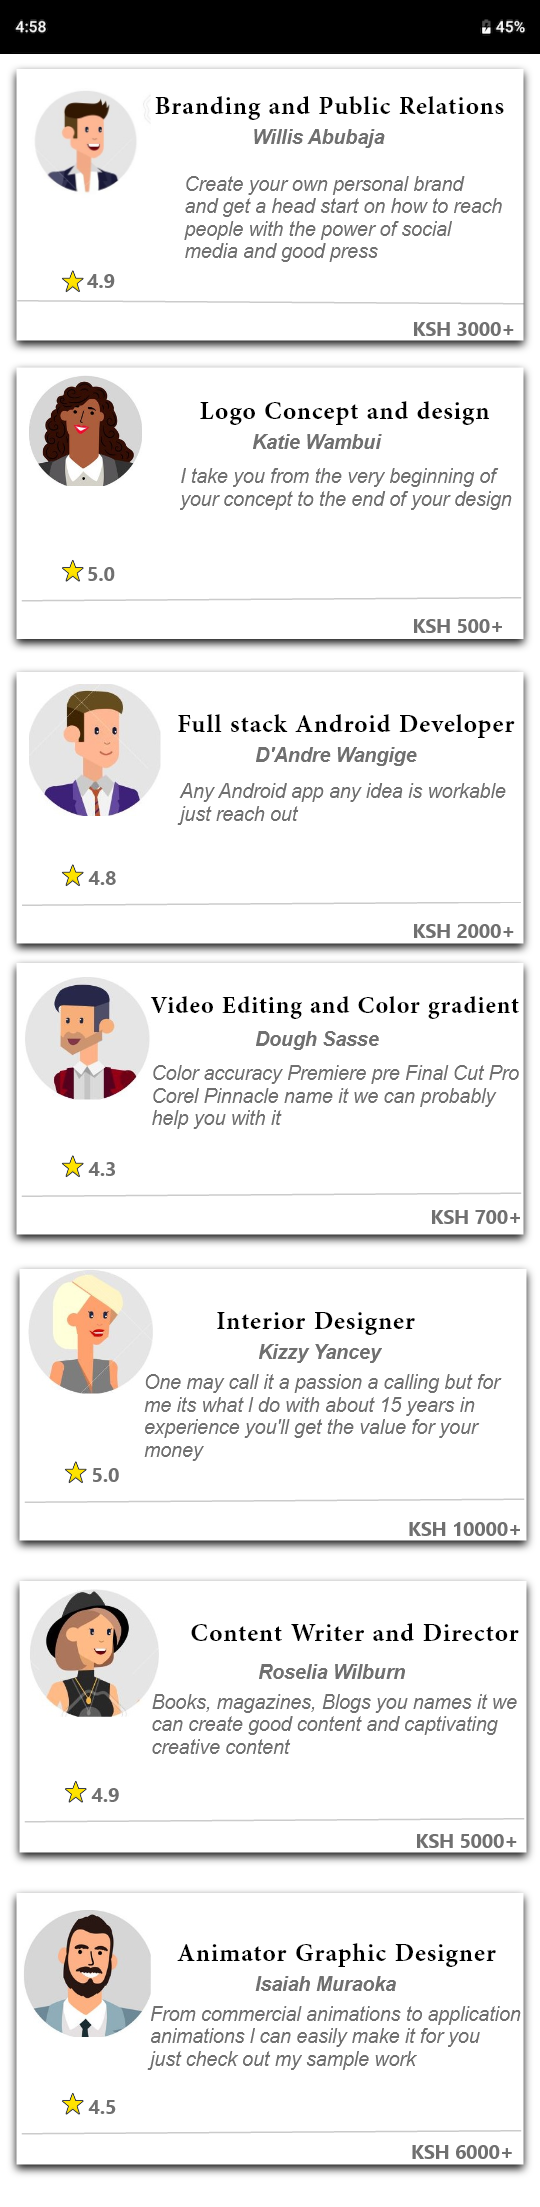 4:58
45%
Branding and Public Relations
Willis Abubaja
Create your own personal brand
and get a head start on how to reach
people with the power of social
media and good press
4.9
KSH 3000+
Logo Concept and design
Katie Wambui
I take you from the very beginning of
your concept to the end of your design
5.0
KSH 500+
Full stack Android Developer
D'Andre Wangige
Any Android app any idea is workable
just reach out
4.8
KSH 2000+
Video Editing and Color gradient
Dough Sasse
Color accuracy Premiere pre Final Cut Pro
Corel Pinnacle name it we can probably
help you with it
4.3
KSH 700+
Interior Designer
Kizzy Yancey
One may call it a passion a calling but for
me its what I do with about 15 years in
experience you'll get the value for your
money
5.0
KSH 10000+
Content Writer and Director
Roselia Wilburn
Books, magazines, Blogs you names it we
can create good content and captivating
creative content
4.9
KSH 5000+
Animator Graphic Designer
Isaiah Muraoka
From commercial animations to application
animations I can easily make it for you
just check out my sample work
4.5
KSH 6000+